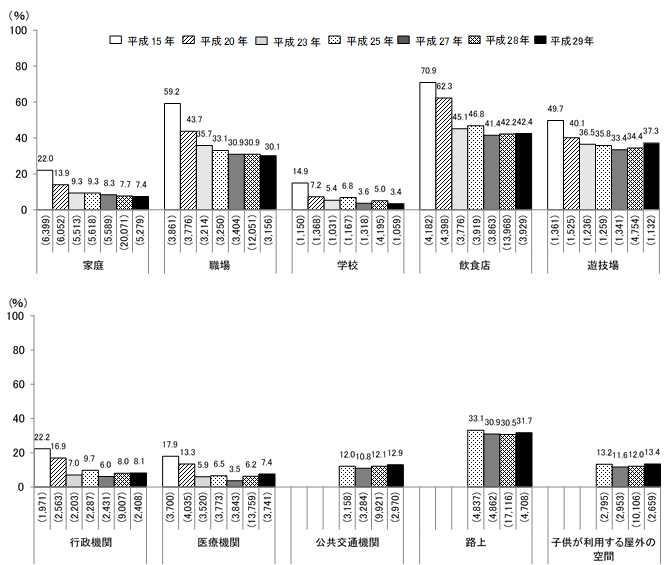 (%)
100
80
60
40
20
0
平成15年 平成20年 平成23年 平成25年 平成27年 平成28年 平成29年
22.0 13.9 9.3 9.3 8.3 7.7 7.4
59.2 43.7 35.7 33.1 30.9 30.9 30.1
14.9 7.2 5.4 6.8 3.6 5.0 3.4
70.9 62.3 45.1 46.8 41.4 42.2 42.4
49.7 40.1 36.5 35.8 33.4 34.4 37.3
(6,399) (6,052) (5,513) (5,618) (5,589) (20,071) (5,279)
(3,861) (3,776) (3,214) (3,250) (3,404) (12,051) (3,156)
(1,150) (1,368) (1,031) (1,167) (1,318) (4,195) (1,059)
(4,182) (4,398) (3,776) (3,919) (3,863) (13,968) (3,929)
(1,361) (1,525) (1,236) (1,259) (1,341) (4,754) (1,132)
家庭 職場 学校 飲食店 遊技場
(%)
100
80
60
40
20
0
22.2 16.9 7.0 9.7 6.0 8.0 8.1
17.9 13.3 5.9 6.5 3.5 6.2 7.4
12.0 10.8 12.1 12.9
33.1 30.9 30.5 31.7
13.2 11.6 12.0 13.4
(1,971) (2,563) (2,203) (2,287) (2,431) (9,007) (2,408)
(3,700) (4,035) (3,520) (3,773) (3,843) (13,759) (3,741)
(3,158) (3,284) (9,921) (2,970)
(4,837) (4,862) (17,116) (4,708)
(2,795) (2,953) (10,106) (2,659)
行政機関 医療機関 公共交通機関 路上 子供が利用する屋外の
空間